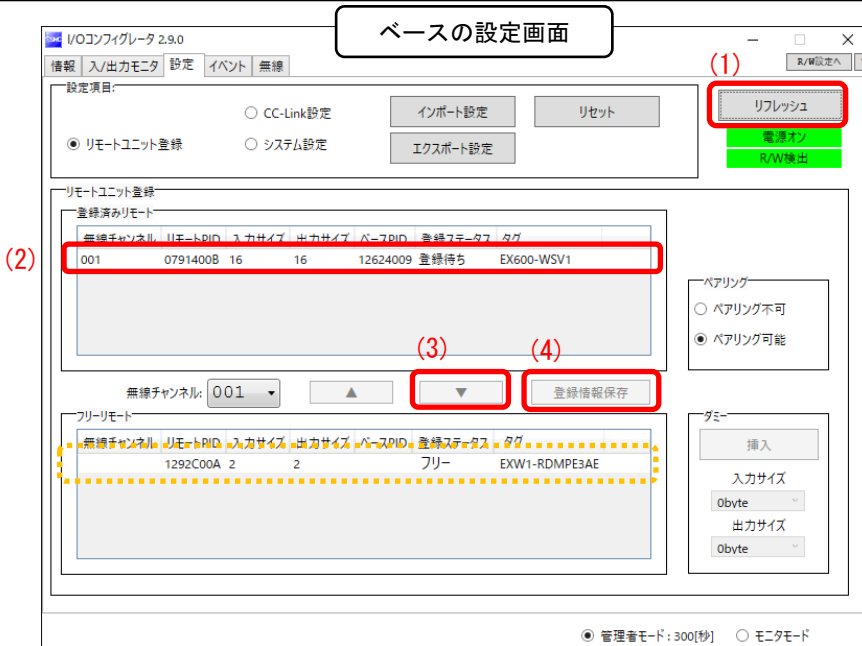 ベースの設定画面
I/Oコンフィグレータ 2.9.0
情報 入/出力モニタ 設定 イベント 無線
(1)
R/W設定へ
設定項目:
CC-Link設定 インポート設定 リセット
リフレッシュ
リモートユニット登録 システム設定 エクスポート設定
電源オン
R/W検出
リモートユニット登録
登録済みリモート
無線チャンネル リモートPID 入力サイズ 出力サイズ ベースPID 登録ステータス タグ
(2)
001 0791400B 16 16 12624009 登録待ち EX600-WSV1
ペアリング
ペアリング不可
ペアリング可能
(3) (4)
無線チャンネル: 001 ▲ ▼ 登録情報保存
フリーリモート
無線チャンネル リモートPID 入力サイズ 出力サイズ ベースPID 登録ステータス タグ
1292C00A 2 2 フリー EXW1-RDMPE3AE
ダミー
挿入
入力サイズ
0byte
出力サイズ
0byte
管理者モード : 300[秒] モニタモード